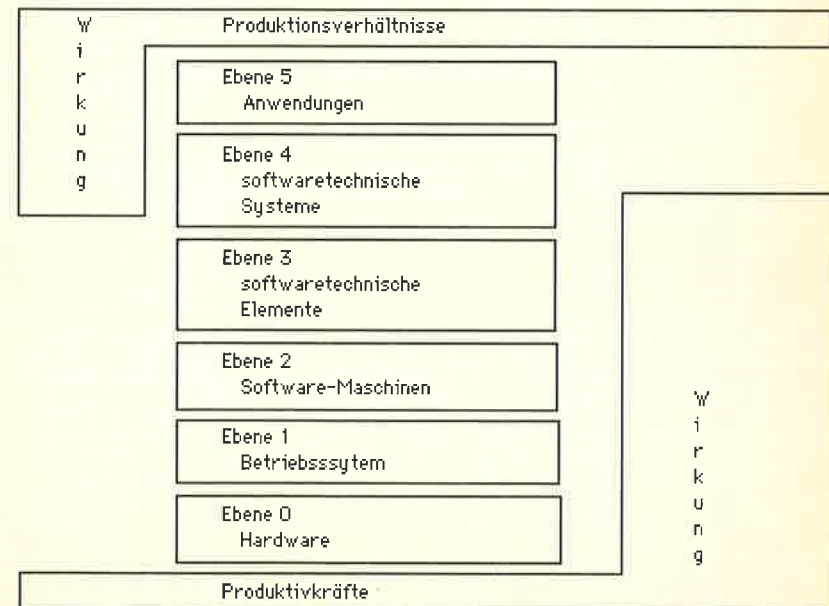 Produktionsverhältnisse
W
i
r
k
u
n
g
Ebene 5
Anwendungen
Ebene 4
softwaretechnische
Systeme
Ebene 3
softwaretechnische
Elemente
Ebene 2
Software-Maschinen
Ebene 1
Betriebsssytem
Ebene 0
Hardware
W
i
r
k
u
n
g
Produktivkräfte